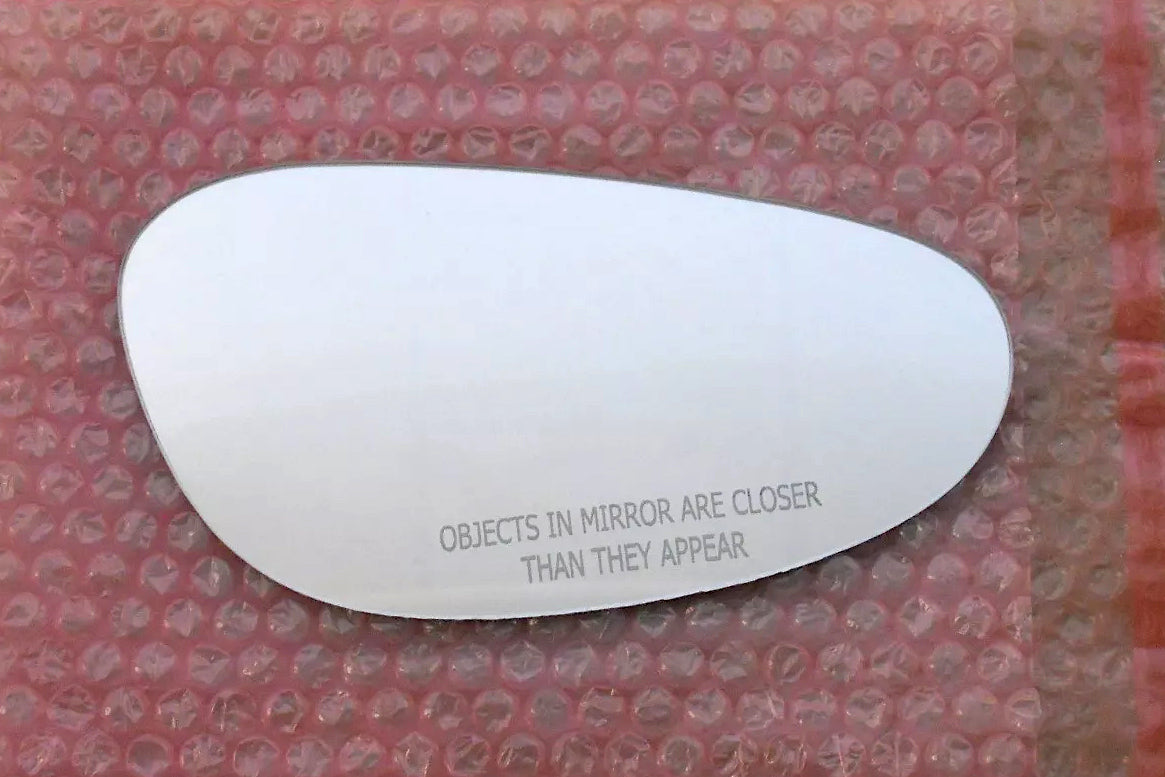 OBJECTS IN MIRROR ARE CLOSER
THAN THEY APPEAR